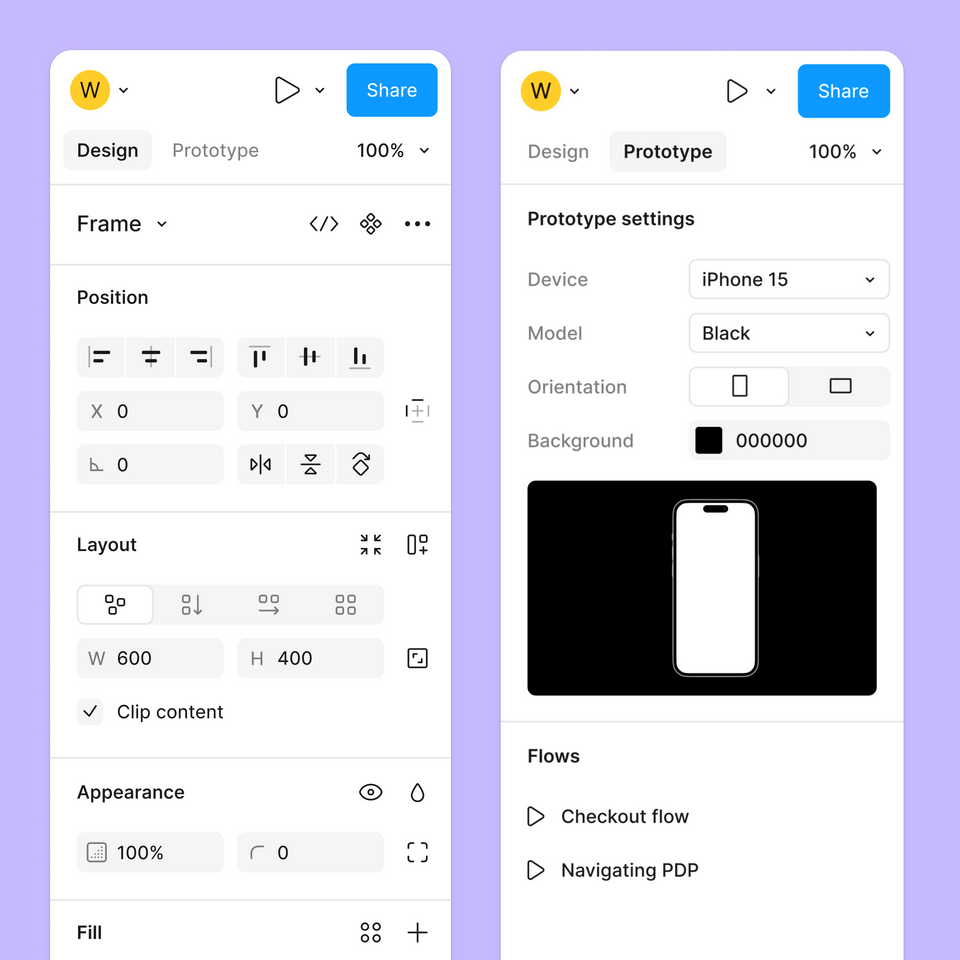 W
Share
Design Prototype 100%
Frame
Position
X 0 Y 0
0
Layout
W 600 H 400
Clip content
Appearance
100% 0
Fill
W
Share
Design Prototype 100%
Prototype settings
Device iPhone 15
Model Black
Orientation
Background 000000
Flows
Checkout flow
Navigating PDP